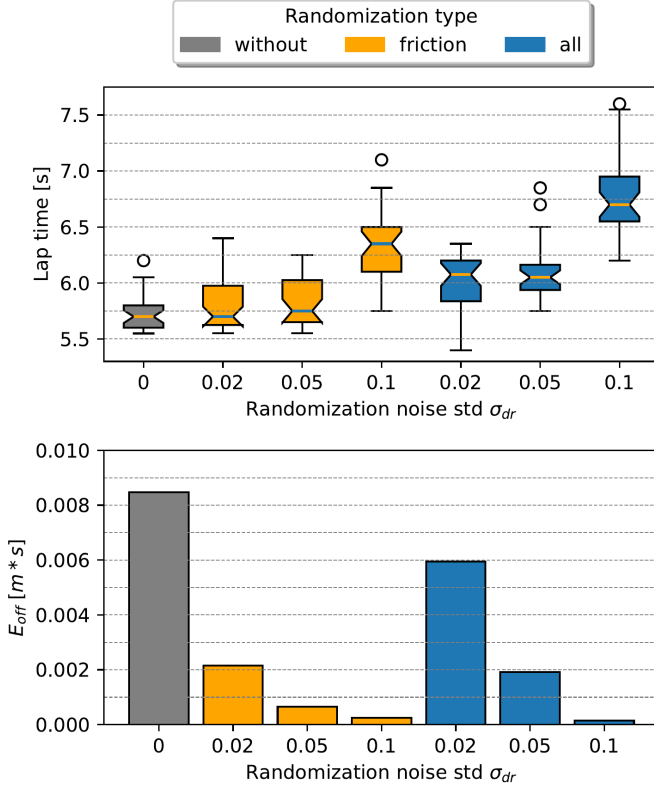 Randomization type
without friction all
7.5
7.0
6.5
6.0
5.5
Lap time [s]
0 0.02 0.05 0.1 0.02 0.05 0.1
Randomization noise std σ_dr
0.010
0.008
0.006
0.004
0.002
0.000
E_off [m * s]
0 0.02 0.05 0.1 0.02 0.05 0.1
Randomization noise std σ_dr